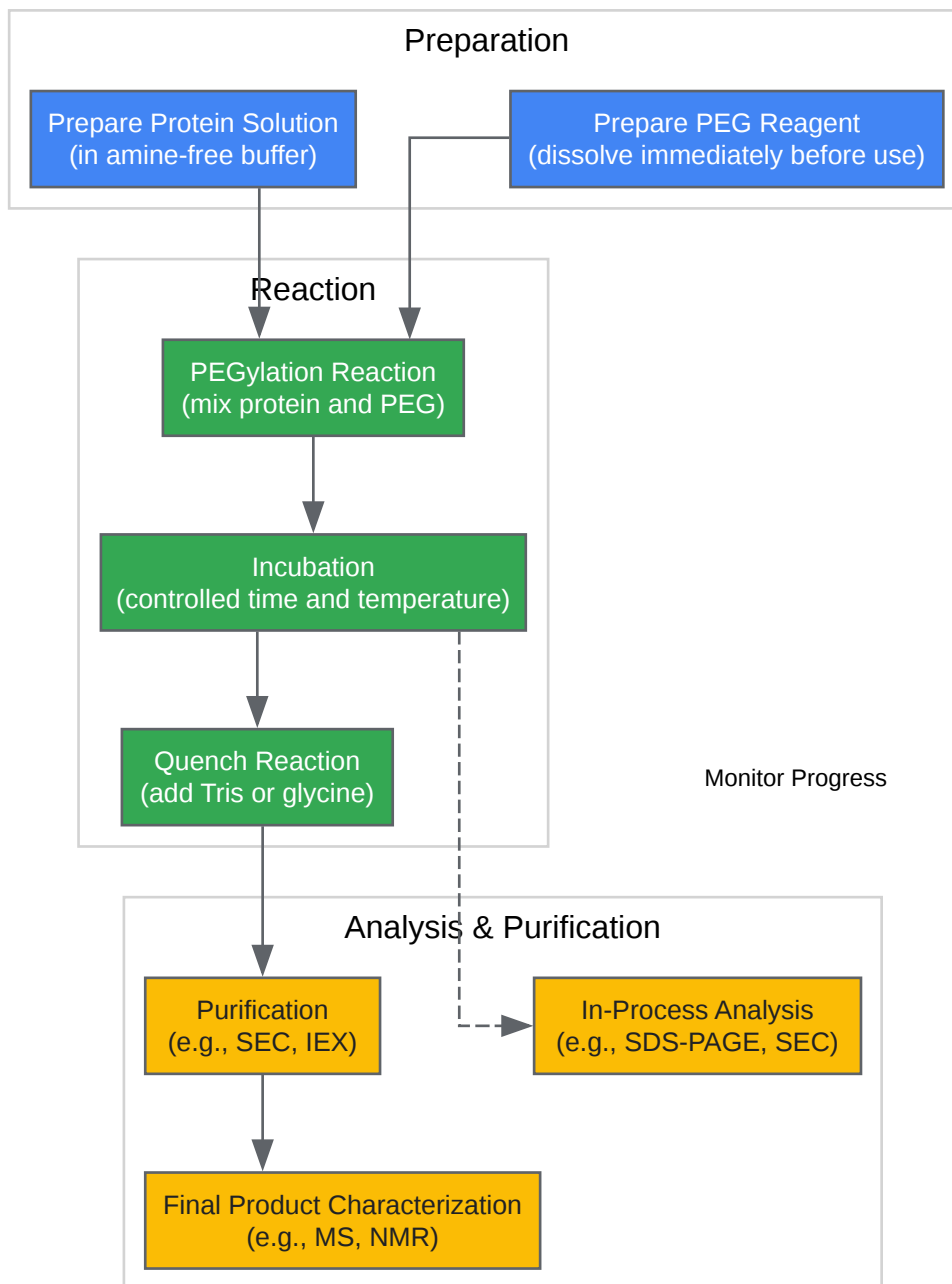 Preparation
Prepare Protein Solution
(in amine-free buffer)
Prepare PEG Reagent
(dissolve immediately before use)
Reaction
PEGylation Reaction
(mix protein and PEG)
Incubation
(controlled time and temperature)
Quench Reaction
(add Tris or glycine)
Monitor Progress
Analysis & Purification
Purification
(e.g., SEC, IEX)
In-Process Analysis
(e.g., SDS-PAGE, SEC)
Final Product Characterization
(e.g., MS, NMR)